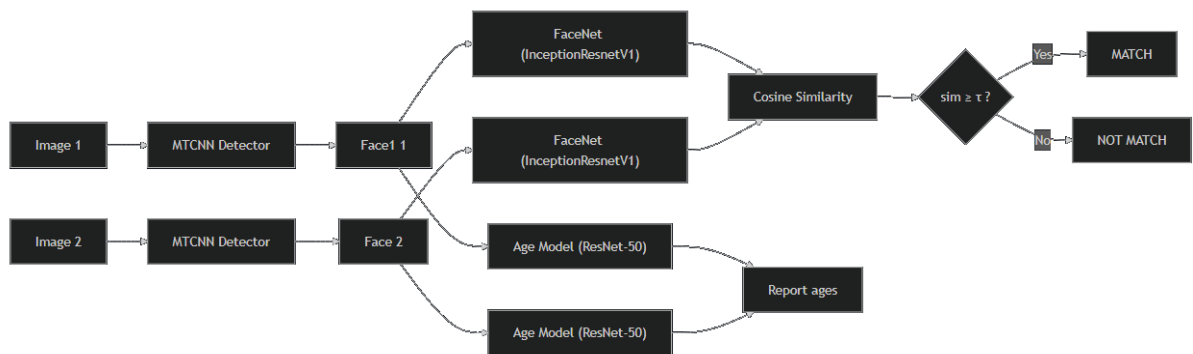 FaceNet
(InceptionResnetV1)
Yes
MATCH
Cosine Similarity
sim ≥ τ ?
Image 1
MTCNN Detector
Face1 1
FaceNet
(InceptionResnetV1)
No
NOT MATCH
Image 2
MTCNN Detector
Face 2
Age Model (ResNet-50)
Report ages
Age Model (ResNet-50)